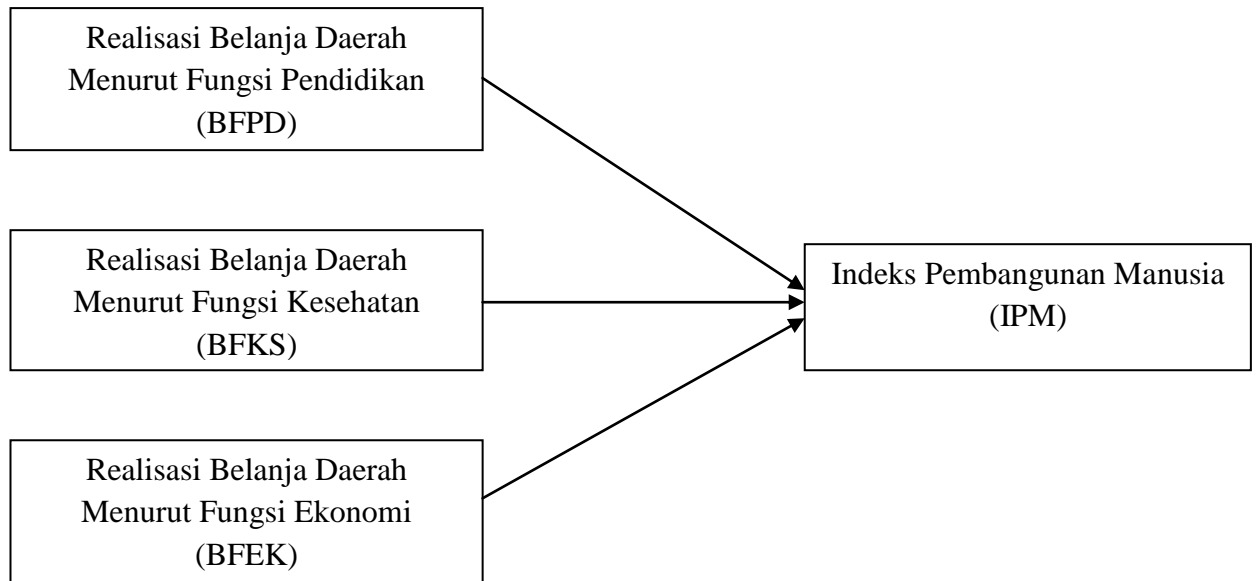 Realisasi Belanja Daerah
Menurut Fungsi Pendidikan
(BFPD)
Realisasi Belanja Daerah
Menurut Fungsi Kesehatan
(BFKS)
Realisasi Belanja Daerah
Menurut Fungsi Ekonomi
(BFEK)
Indeks Pembangunan Manusia
(IPM)